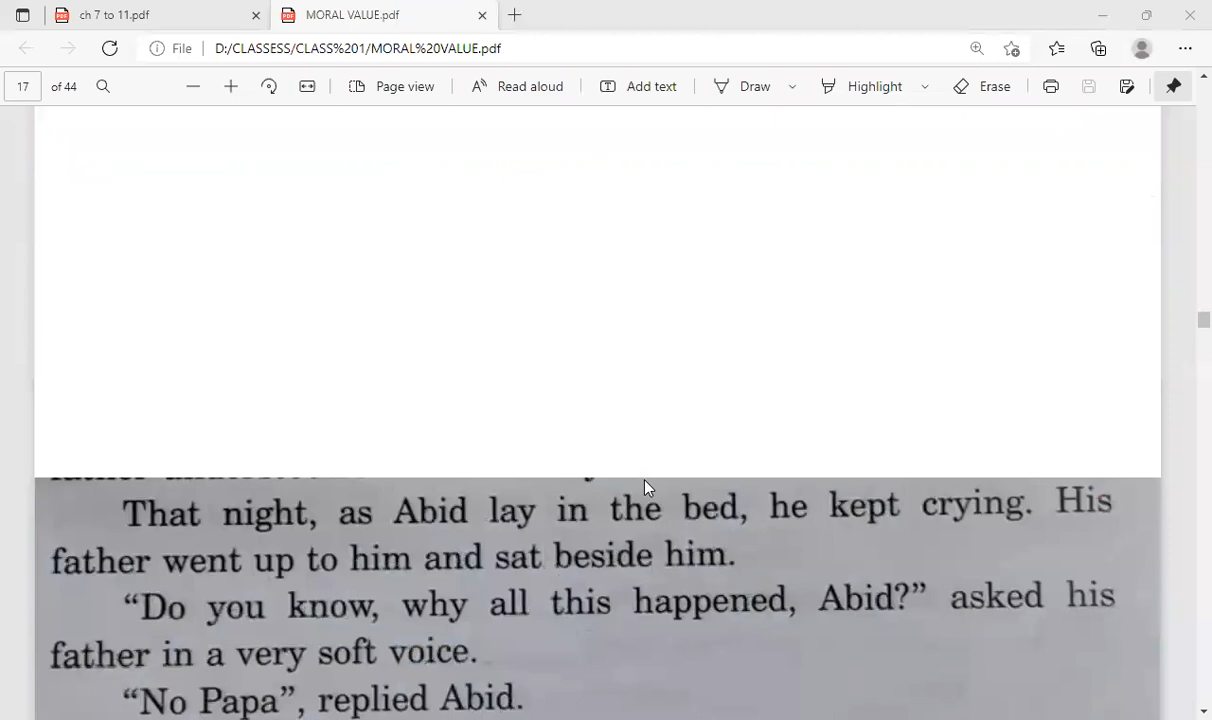 ch 7 to 11.pdf
MORAL VALUE.pdf
File D:/CLASSESS/CLASS%201/MORAL%20VALUE.pdf
17 of 44 Page view Read aloud Add text Draw Highlight Erase
That night, as Abid lay in the bed, he kept crying. His
father went up to him and sat beside him.
“Do you know, why all this happened, Abid?” asked his
father in a very soft voice.
“No Papa”, replied Abid.